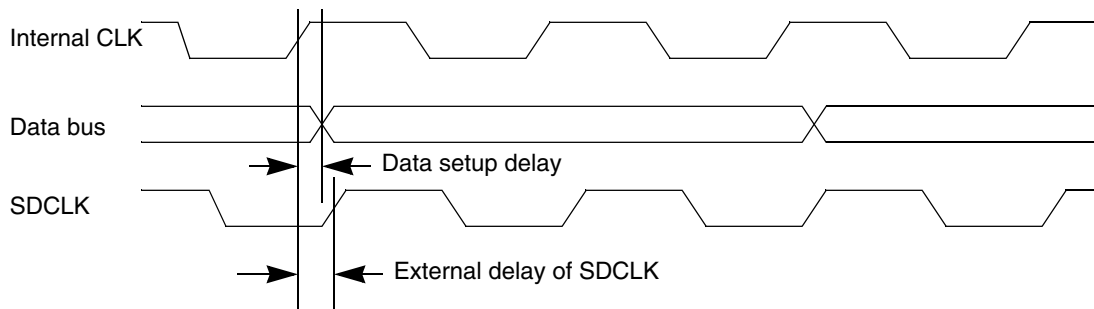 Internal CLK
Data bus
Data setup delay
SDCLK
External delay of SDCLK